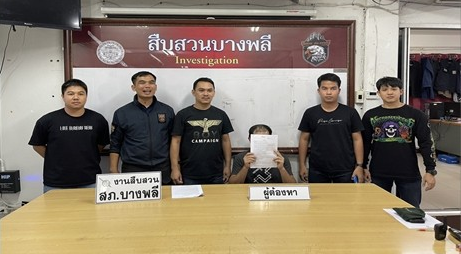 สืบสวนบางพลี
Investigation
BOY
CAMPAIGN
งานสืบสวน
สภ.บางพลี
ผู้ต้องหา